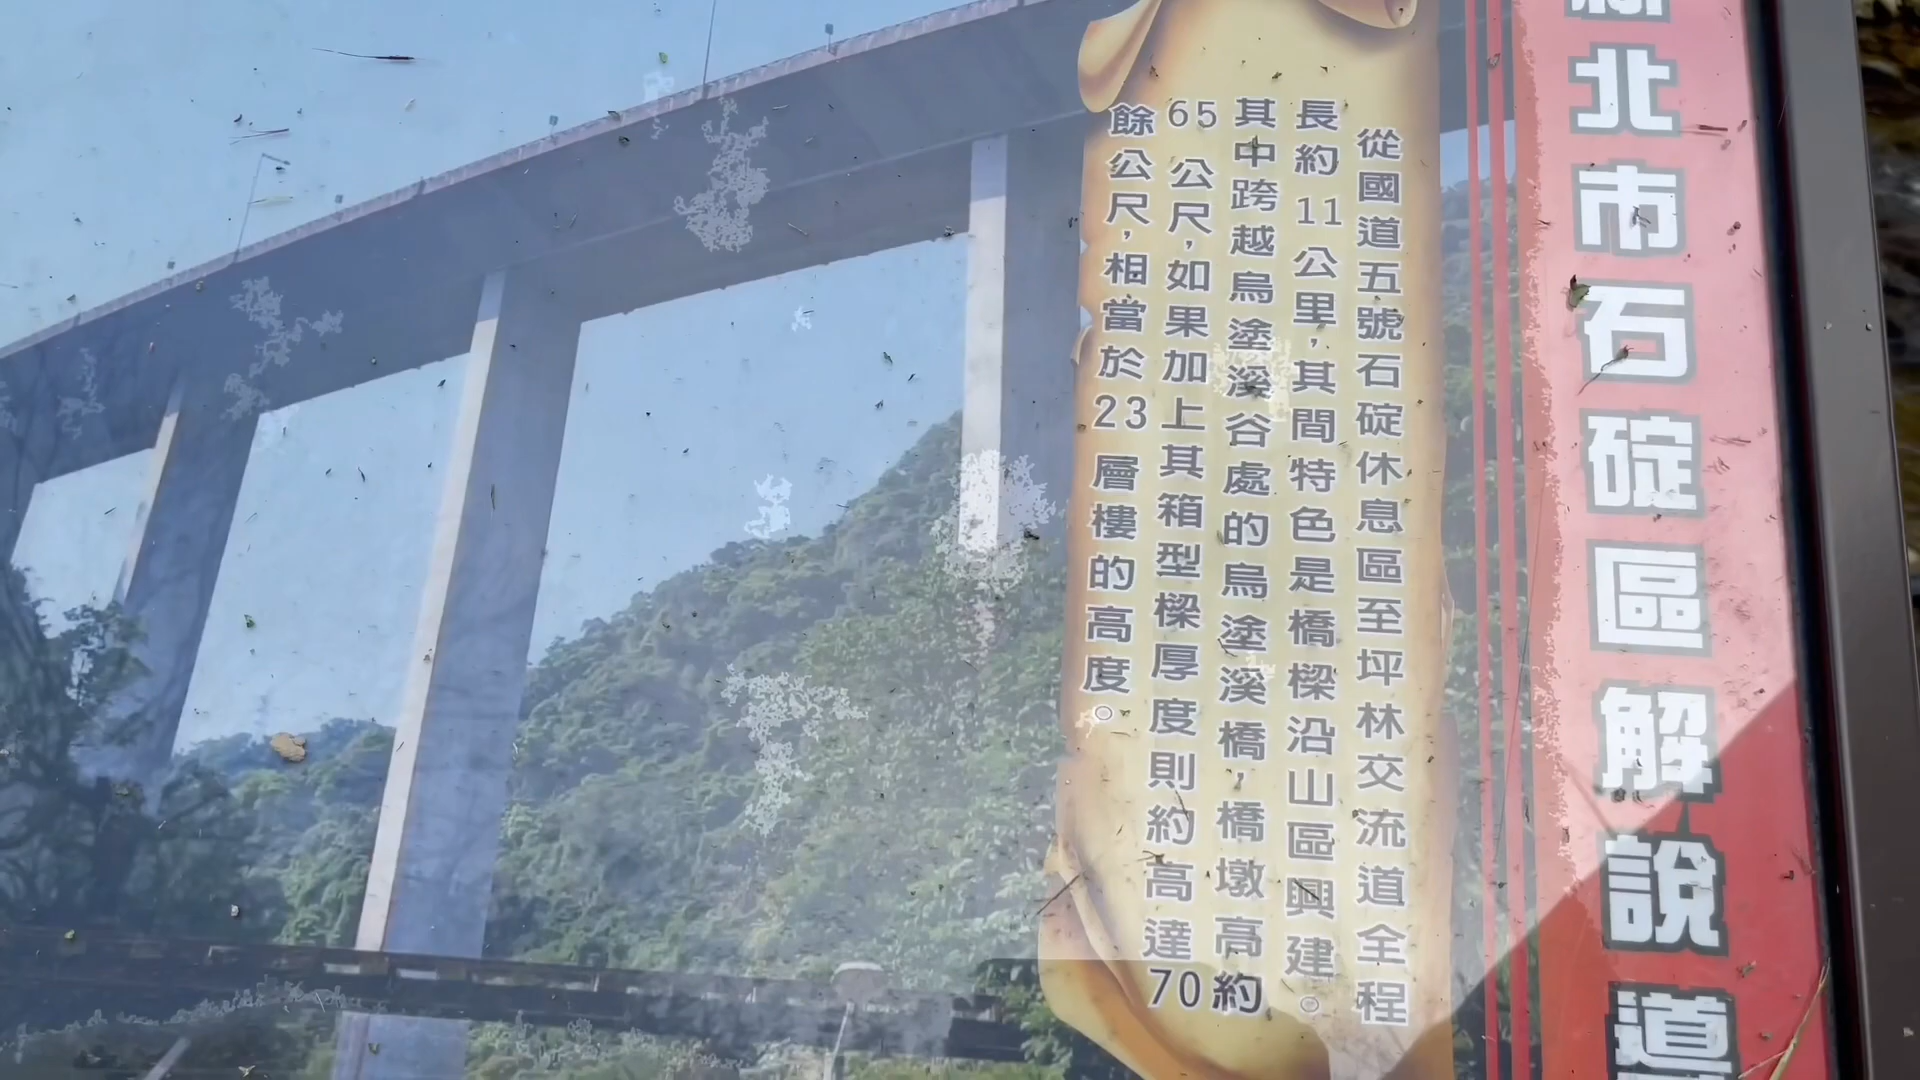 新北市石碇區解說導
從國道五號石碇休息區至坪林交流道全程
長約11公里，其間特色是橋樑沿山區興建。
其中跨越烏塗溪谷處的烏塗溪橋，橋墩高約
65公尺，如果加上其箱型樑厚度則約高達70
餘公尺，相當於23層樓的高度。